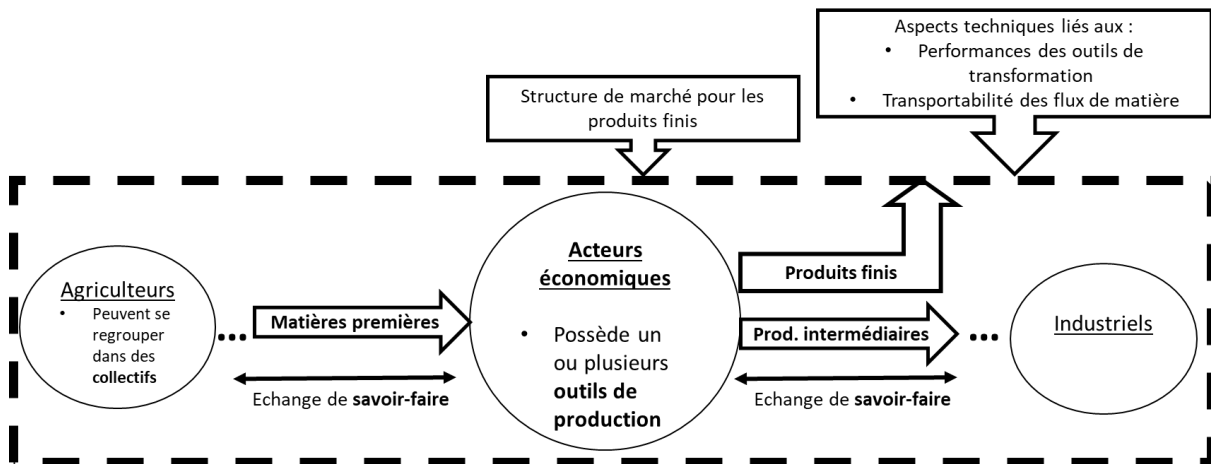 Aspects techniques liés aux :
• Performances des outils de
transformation
• Transportabilité des flux de matière
Structure de marché pour les
produits finis
Agriculteurs
• Peuvent se
regrouper
dans des
collectifs
...
Matières premières
Echange de savoir-faire
Acteurs
économiques
• Possède un
ou plusieurs
outils de
production
Produits finis
Prod. intermédiaires
...
Echange de savoir-faire
Industriels